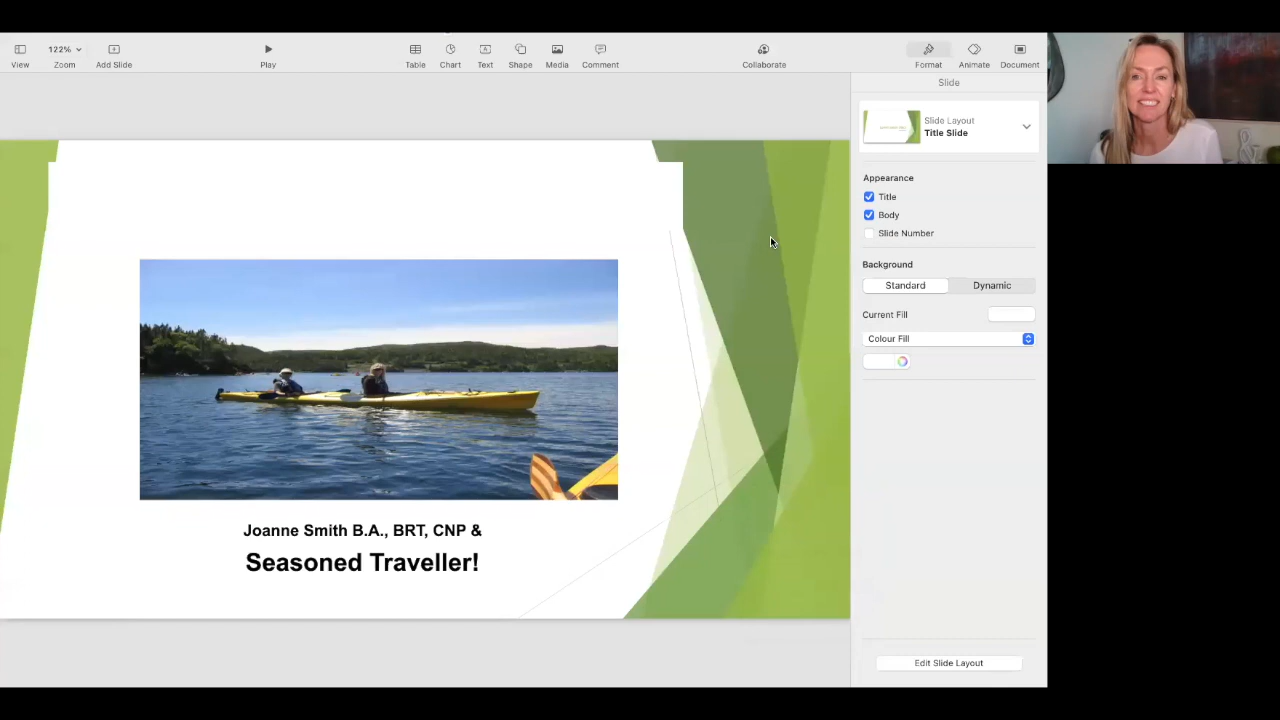 View
122%
Zoom
Add Slide
Play
Table
Chart
Text
Shape
Media
Comment
Collaborate
Format
Animate
Document
Slide
Slide Layout
Title Slide
Appearance
Title
Body
Slide Number
Background
Standard
Dynamic
Current Fill
Colour Fill
Edit Slide Layout
Joanne Smith B.A., BRT, CNP &
Seasoned Traveller!